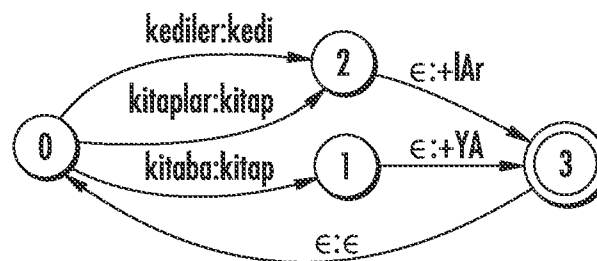 kediler:kedi
2
ϵ:+lAr
kitaplar:kitap
0
kitaba:kitap
1
ϵ:+YA
3
ϵ:ϵ